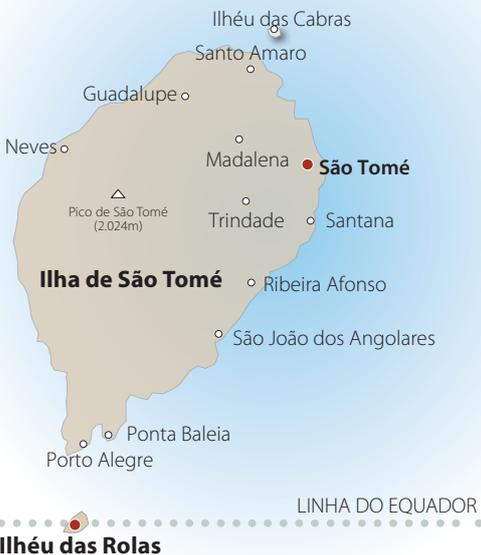 Ilhéu das Cabras
Santo Amaro
Guadalupe
Neves
Madalena
São Tomé
Pico de São Tomé
(2.024m)
Trindade
Santana
Ilha de São Tomé
Ribeira Afonso
São João dos Angolares
Ponta Baleia
Porto Alegre
LINHA DO EQUADOR
Ilhéu das Rolas